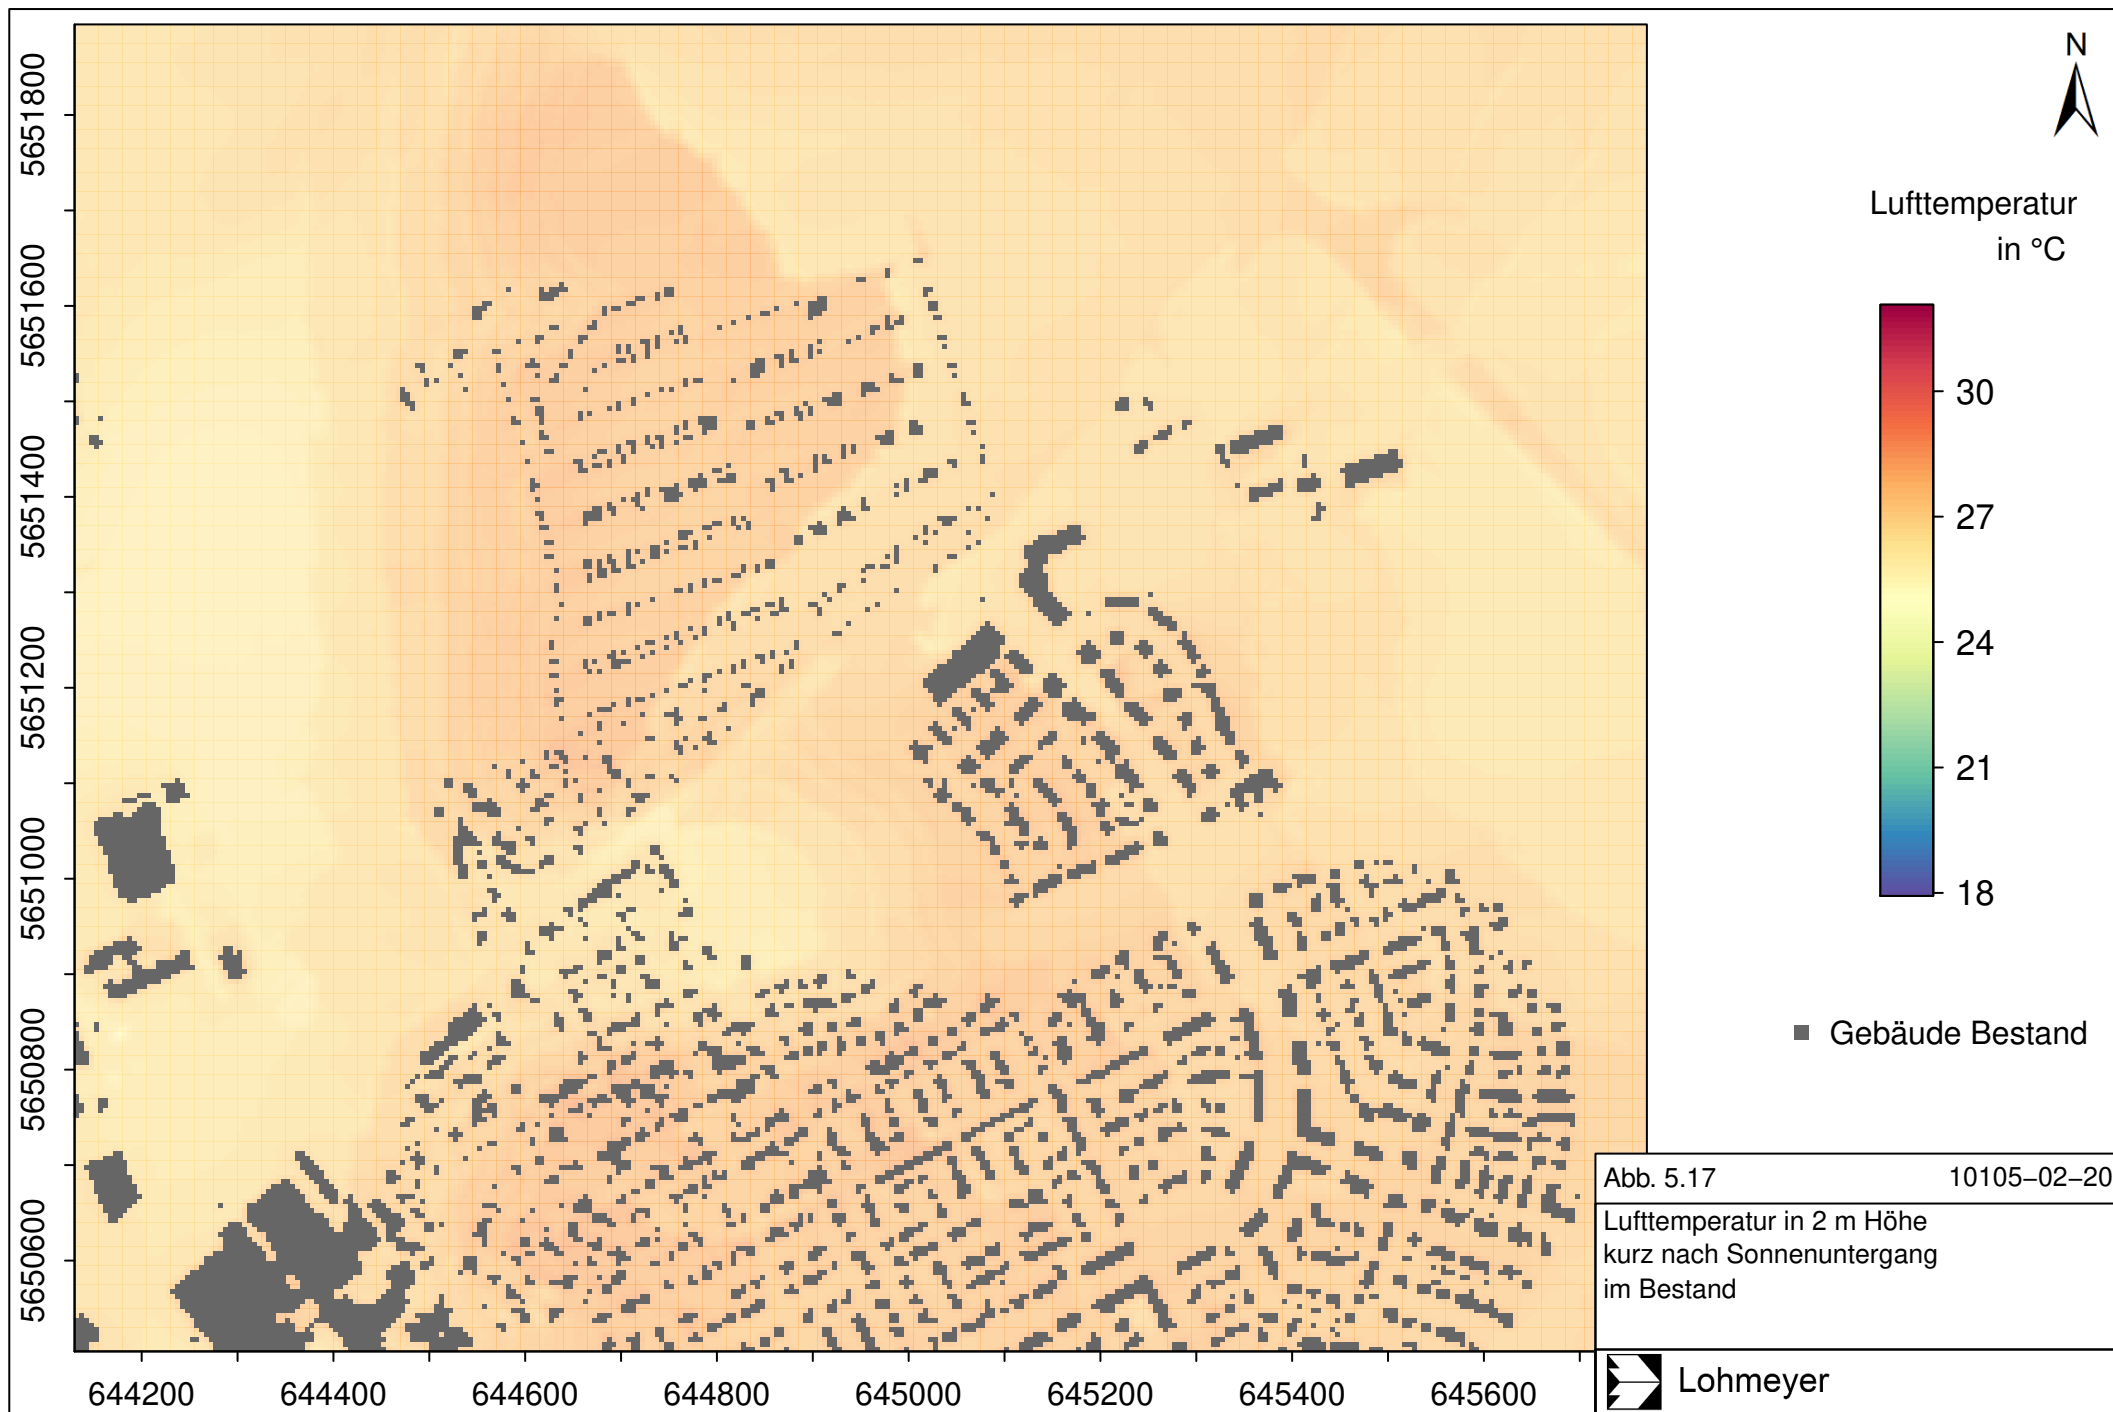 N
Lufttemperatur
in °C
30
27
24
21
18
Gebäude Bestand
5651800
5651600
5651400
5651200
5651000
5650800
5650600
644200 644400 644600 644800 645000 645200 645400 645600
Abb. 5.17 10105−02−20
Lufttemperatur in 2 m Höhe
kurz nach Sonnenuntergang
im Bestand
Lohmeyer